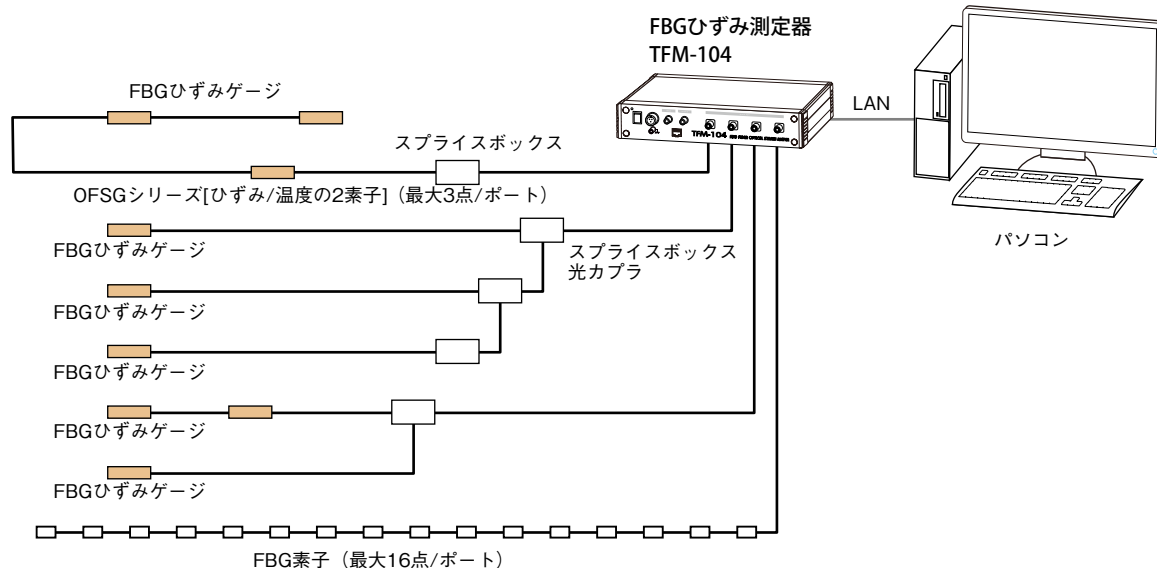 FBGひずみ測定器
TFM-104
FBGひずみゲージ
LAN
スプライスボックス
TFM-104
OFSGシリーズ[ひずみ/温度の2素子]（最大3点/ポート）
FBGひずみゲージ
スプライスボックス
光カプラ
パソコン
FBGひずみゲージ
FBGひずみゲージ
FBGひずみゲージ
FBGひずみゲージ
FBG素子（最大16点/ポート）